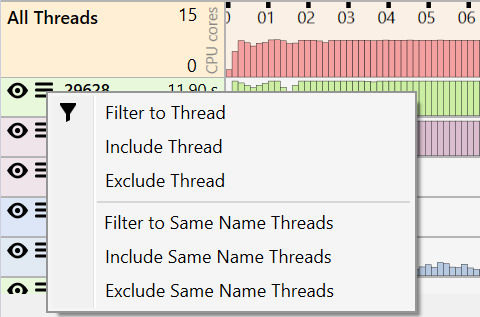 All Threads 15
0
CPU cores
0 01 02 03 04 05 06
29628 11.90 s
Filter to Thread
Include Thread
Exclude Thread
Filter to Same Name Threads
Include Same Name Threads
Exclude Same Name Threads